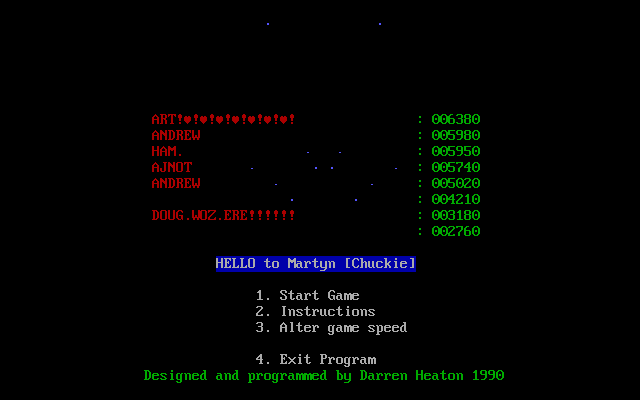 ART!♥!♥!♥!♥!♥!♥!♥! : 006380
ANDREW : 005980
HAM. : 005950
AJNOT : 005740
ANDREW : 005020
: 004210
DOUG.WOZ.ERE!!!!!! : 003180
: 002760
HELLO to Martyn [Chuckie]
1. Start Game
2. Instructions
3. Alter game speed
4. Exit Program
Designed and programmed by Darren Heaton 1990